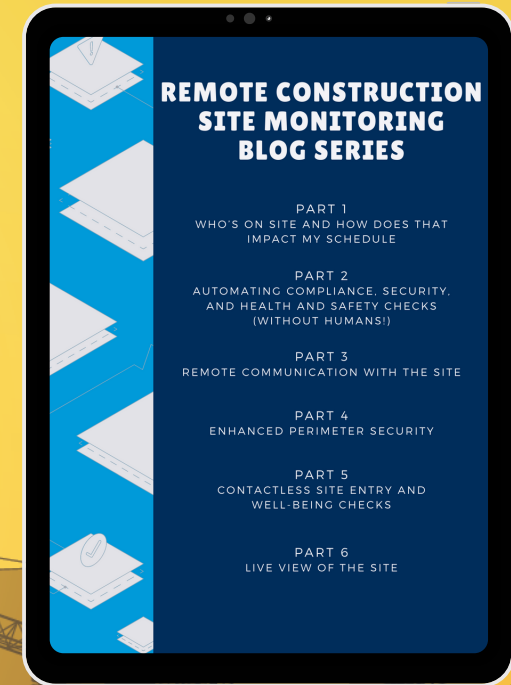 REMOTE CONSTRUCTION
SITE MONITORING
BLOG SERIES
PART 1
WHO'S ON SITE AND HOW DOES THAT
IMPACT MY SCHEDULE
PART 2
AUTOMATING COMPLIANCE, SECURITY,
AND HEALTH AND SAFETY CHECKS
(WITHOUT HUMANS!)
PART 3
REMOTE COMMUNICATION WITH THE SITE
PART 4
ENHANCED PERIMETER SECURITY
PART 5
CONTACTLESS SITE ENTRY AND
WELL-BEING CHECKS
PART 6
LIVE VIEW OF THE SITE